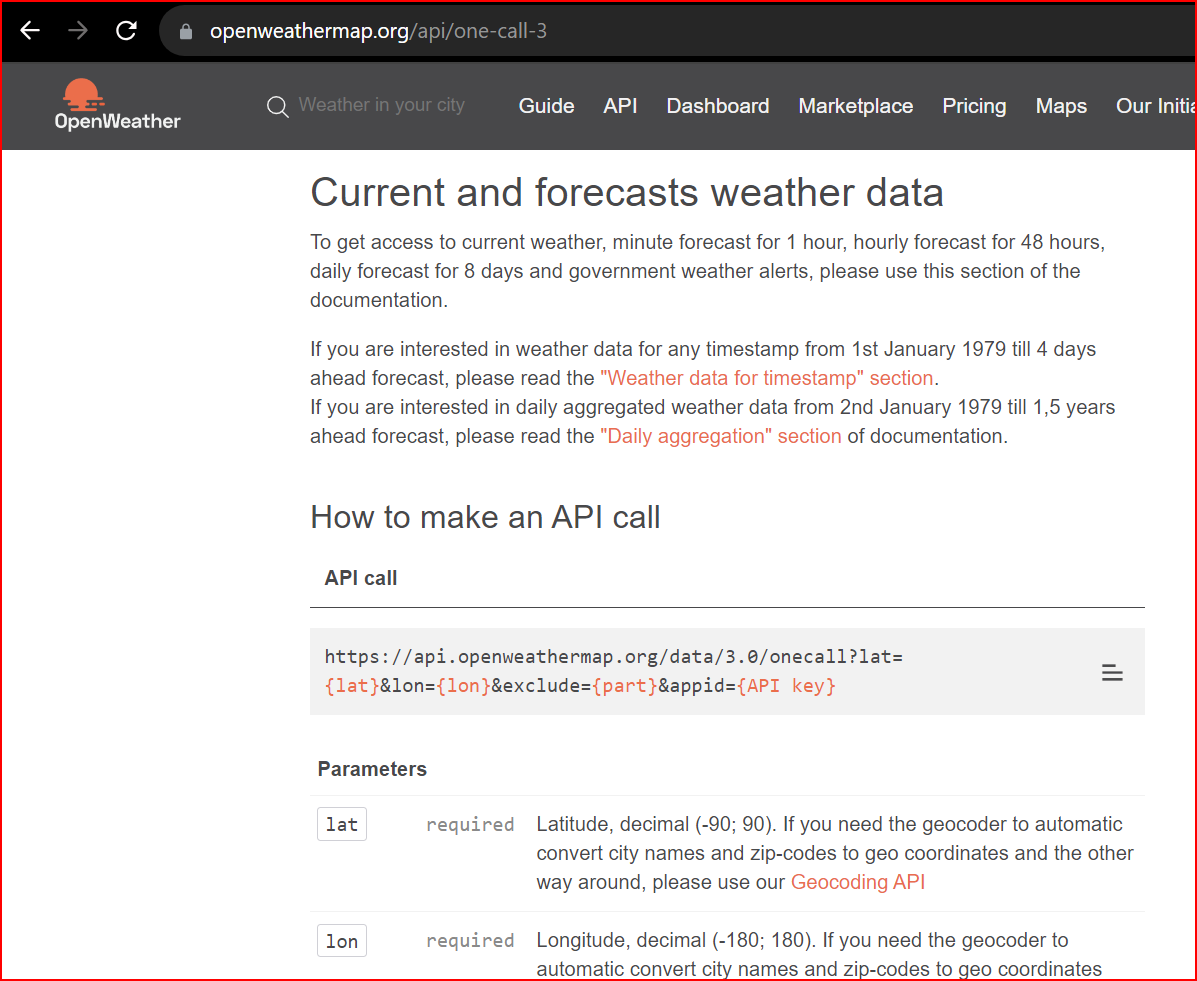 openweathermap.org/api/one-call-3
OpenWeather
Weather in your city
Guide API Dashboard Marketplace Pricing Maps Our Initia
Current and forecasts weather data
To get access to current weather, minute forecast for 1 hour, hourly forecast for 48 hours,
daily forecast for 8 days and government weather alerts, please use this section of the
documentation.
If you are interested in weather data for any timestamp from 1st January 1979 till 4 days
ahead forecast, please read the "Weather data for timestamp" section.
If you are interested in daily aggregated weather data from 2nd January 1979 till 1,5 years
ahead forecast, please read the "Daily aggregation" section of documentation.
How to make an API call
API call
https://api.openweathermap.org/data/3.0/onecall?lat=
{lat}&lon={lon}&exclude={part}&appid={API key}
Parameters
lat required Latitude, decimal (-90; 90). If you need the geocoder to automatic
convert city names and zip-codes to geo coordinates and the other
way around, please use our Geocoding API
lon required Longitude, decimal (-180; 180). If you need the geocoder to
automatic convert city names and zip-codes to geo coordinates